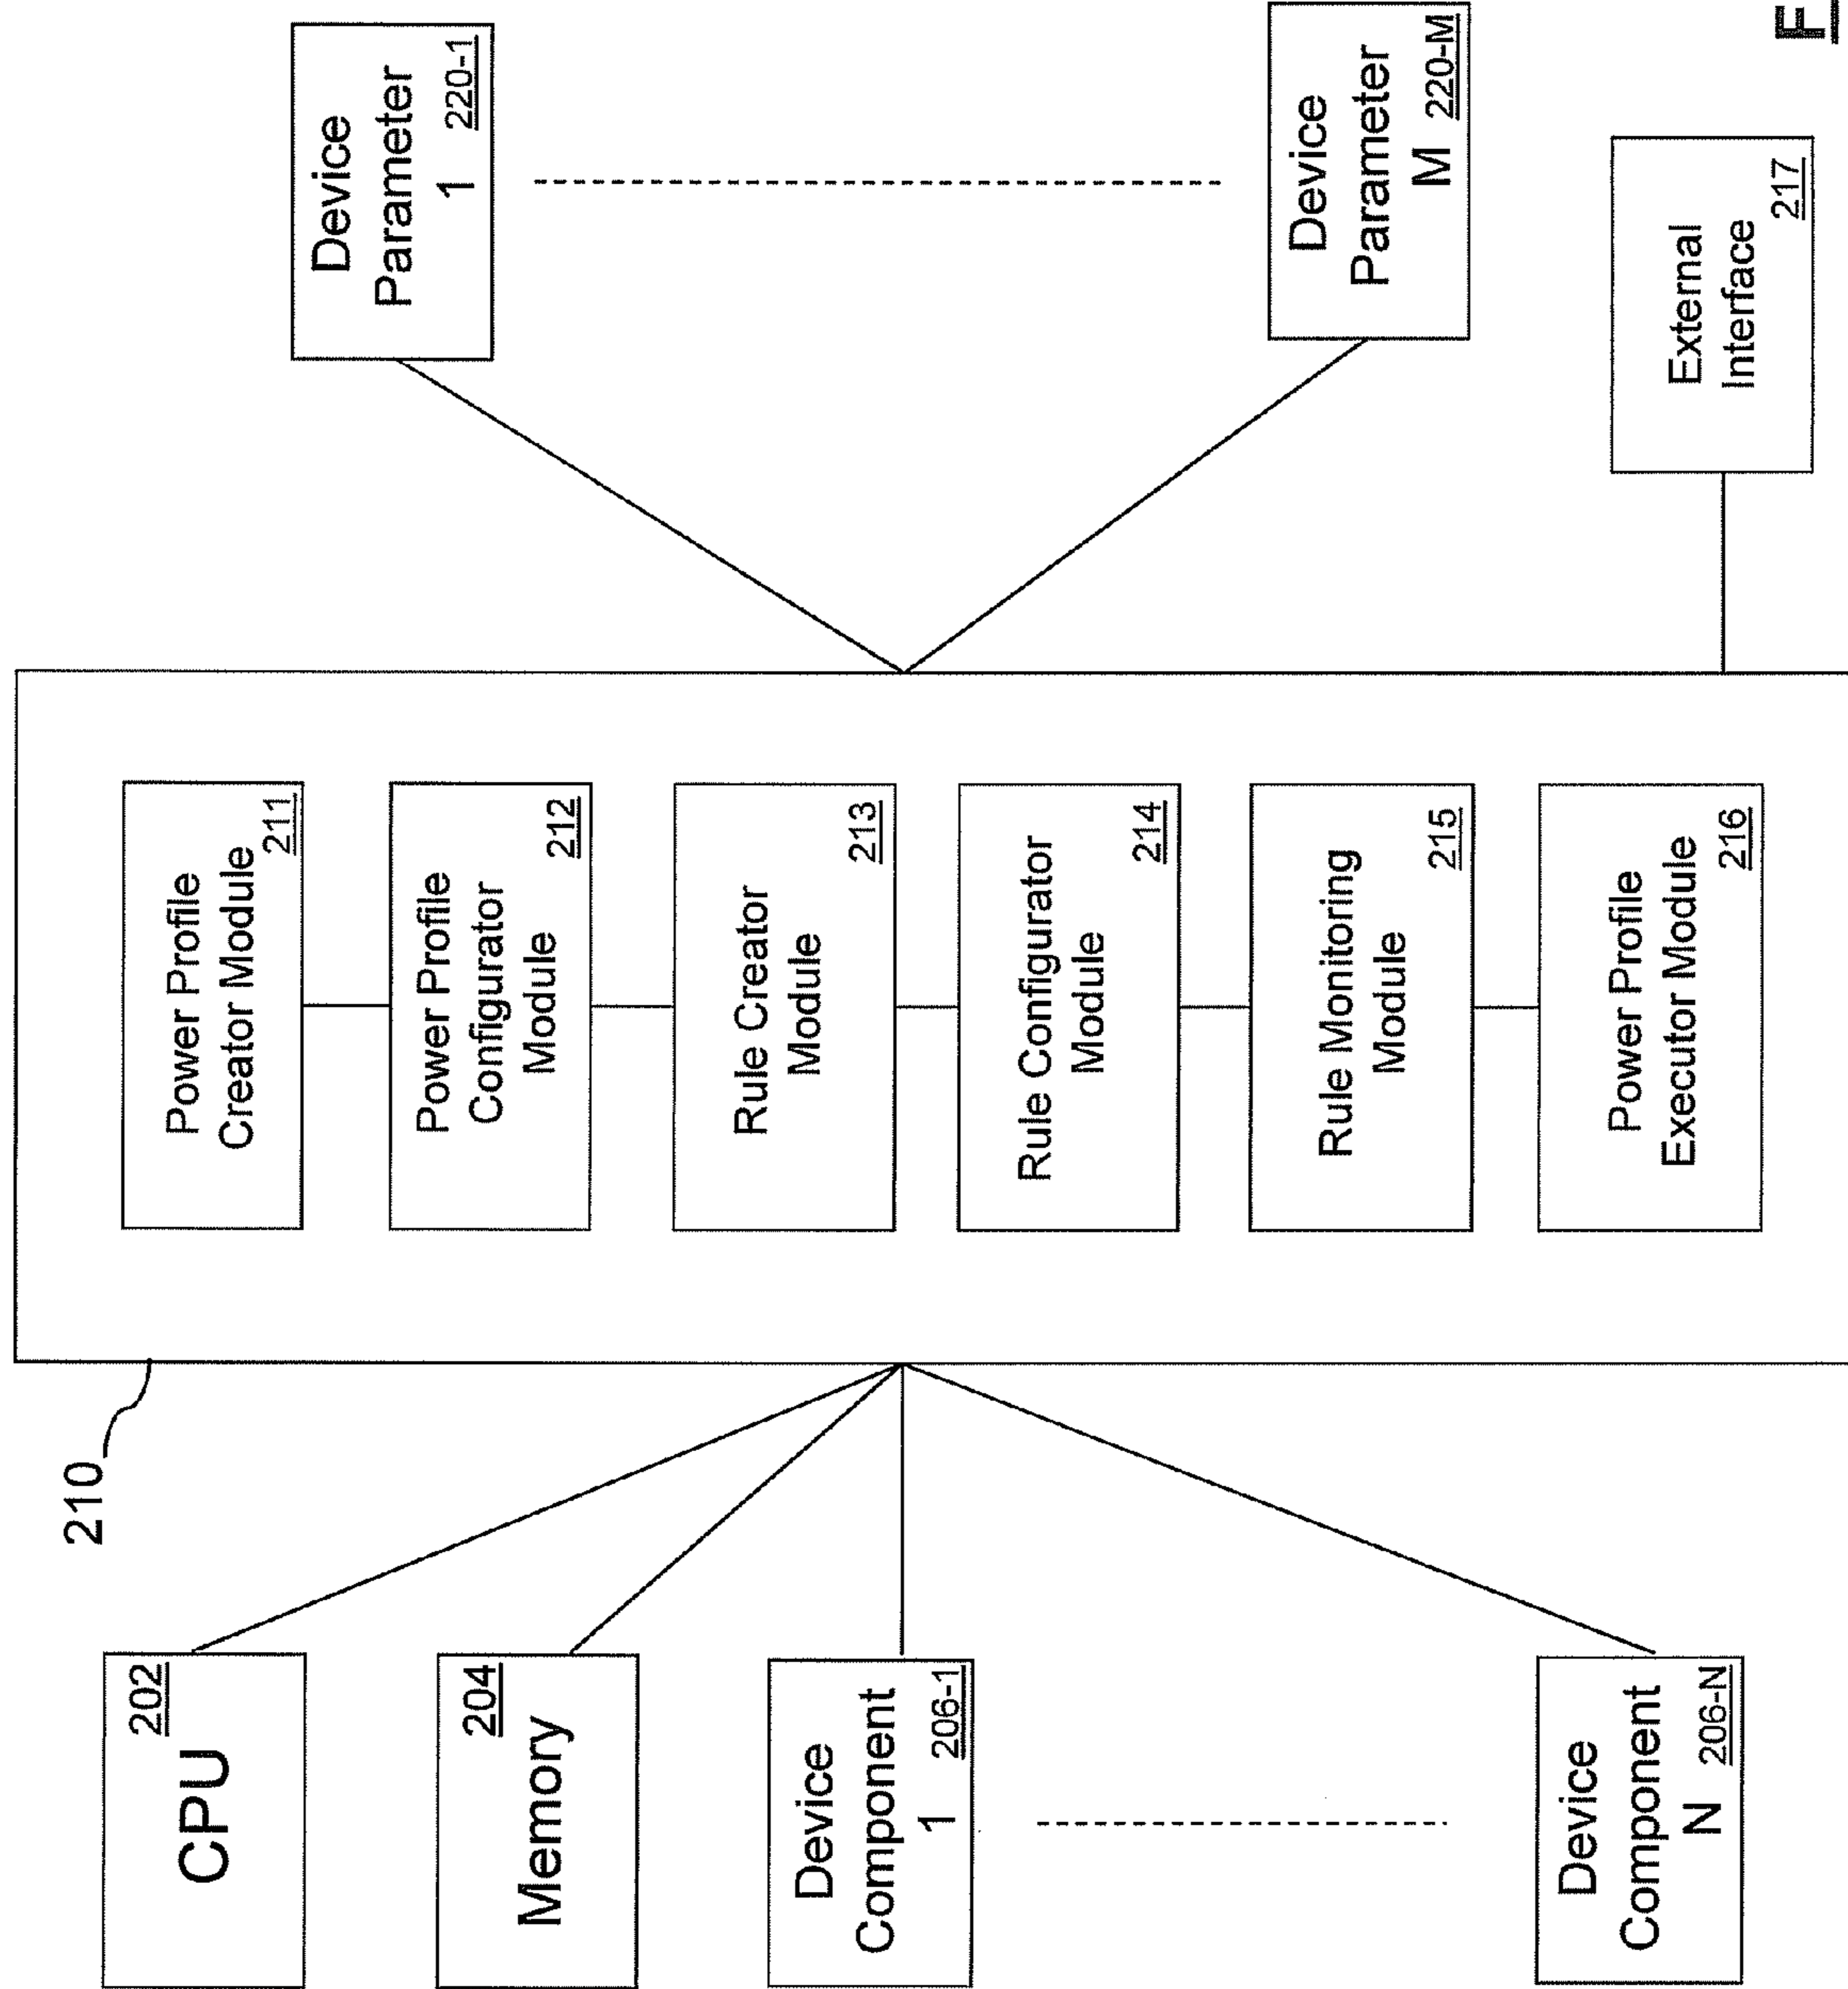 CPU
202
Memory
204
Device
Component
1
206-1
Device
Component
N
206-N
210
Power Profile
Creator Module
211
Power Profile
Configurator
Module
212
Rule Creator
Module
213
Rule Configurator
Module
214
Rule Monitoring
Module
215
Power Profile
Executor Module
216
Device
Parameter
1
220-1
Device
Parameter
M
220-M
External
Interface
217
F